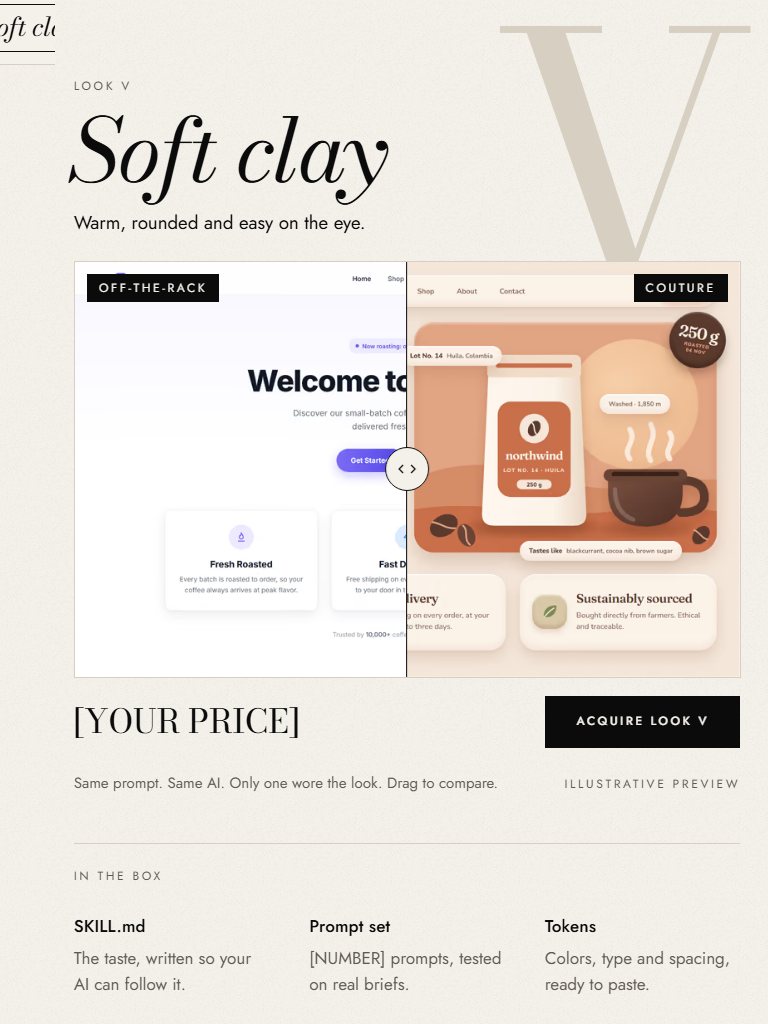 LOOK V
V
Soft clay
Warm, rounded and easy on the eye.
OFF-THE-RACK
Home Shop
Now roasting:
Welcome to
Discover our small-batch
delivered
Get Started
Fresh Roasted
Every batch is roasted to order, so your
coffee always arrives at peak flavor.
Fast D
Free shipping on
to your door in
Trusted by 10,000+
Shop About Contact
COUTURE
250 g
ROASTED
04 NOV
Lot No. 14 Huila, Colombia
Washed · 1,850 m
northwind
LOT NO. 14 · HUILA
250 g
Tastes like blackcurrant, cocoa nib, brown sugar
livery
g on every order, at your
to three days.
Sustainably sourced
Bought directly from farmers. Ethical
and traceable.
[YOUR PRICE]
ACQUIRE LOOK V
Same prompt. Same AI. Only one wore the look. Drag to compare.
ILLUSTRATIVE PREVIEW
IN THE BOX
SKILL.md
The taste, written so your
AI can follow it.
Prompt set
[NUMBER] prompts, tested
on real briefs.
Tokens
Colors, type and spacing,
ready to paste.